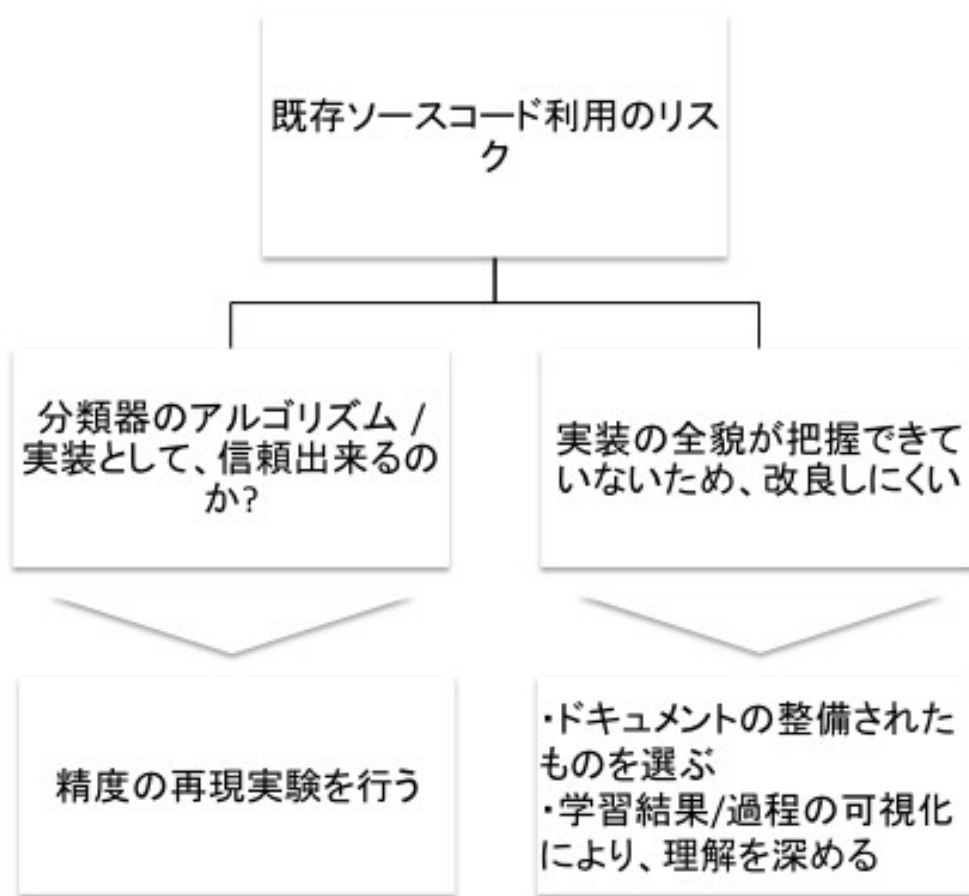 既存ソースコード利用のリス
ク
分類器のアルゴリズム /
実装として、信頼出来るの
か?
実装の全貌が把握できて
いないため、改良しにくい
精度の再現実験を行う
・ドキュメントの整備された
ものを選ぶ
・学習結果/過程の可視化
により、理解を深める